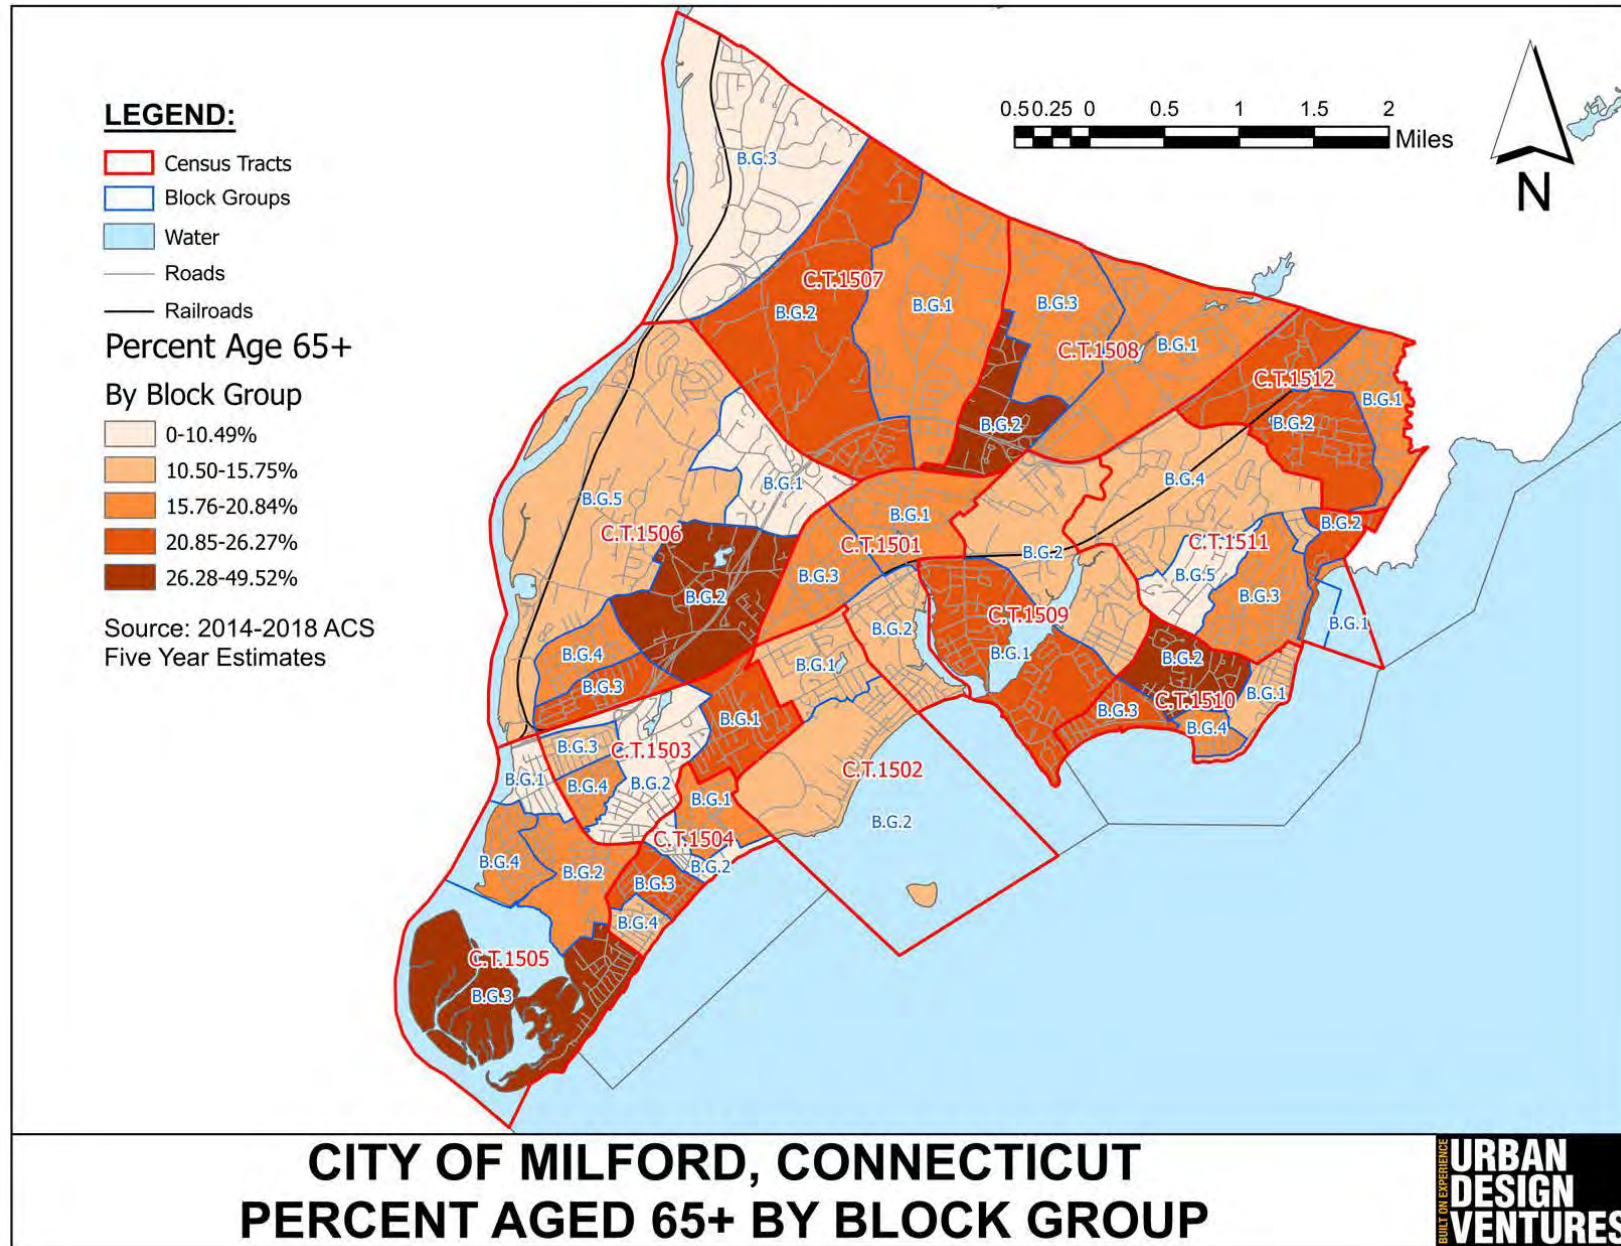 LEGEND:
Census Tracts
Block Groups
Water
Roads
Railroads
Percent Age 65+
By Block Group
0-10.49%
10.50-15.75%
15.76-20.84%
20.85-26.27%
26.28-49.52%
Source: 2014-2018 ACS
Five Year Estimates
0.5 0.25 0 0.5 1 1.5 2
Miles
N
B.G.3
C.T.1507
B.G.2
B.G.1
B.G.3
C.T.1508
B.G.1
B.G.2
C.T.1512
B.G.1
B.G.2
B.G.5
B.G.1
C.T.1506
B.G.2
B.G.4
B.G.3
B.G.1
C.T.1501
B.G.3
B.G.2
B.G.4
B.G.2
C.T.1511
B.G.5
B.G.3
B.G.1
C.T.1509
B.G.1
B.G.2
B.G.1
B.G.2
C.T.1510
B.G.3
B.G.1
B.G.4
B.G.1
C.T.1502
B.G.2
B.G.3
C.T.1503
B.G.1
B.G.4
B.G.2
B.G.1
C.T.1504
B.G.2
B.G.3
B.G.4
B.G.4
B.G.2
C.T.1505
B.G.3
CITY OF MILFORD, CONNECTICUT
PERCENT AGED 65+ BY BLOCK GROUP
BUILT ON EXPERIENCE
URBAN
DESIGN
VENTURES